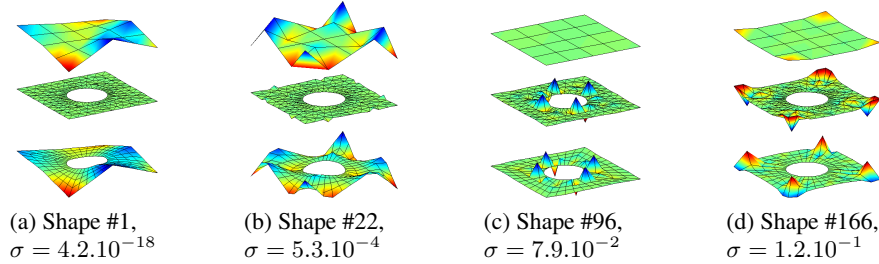 (a) Shape #1,
σ = 4.2.10⁻¹⁸
(b) Shape #22,
σ = 5.3.10⁻⁴
(c) Shape #96,
σ = 7.9.10⁻²
(d) Shape #166,
σ = 1.2.10⁻¹